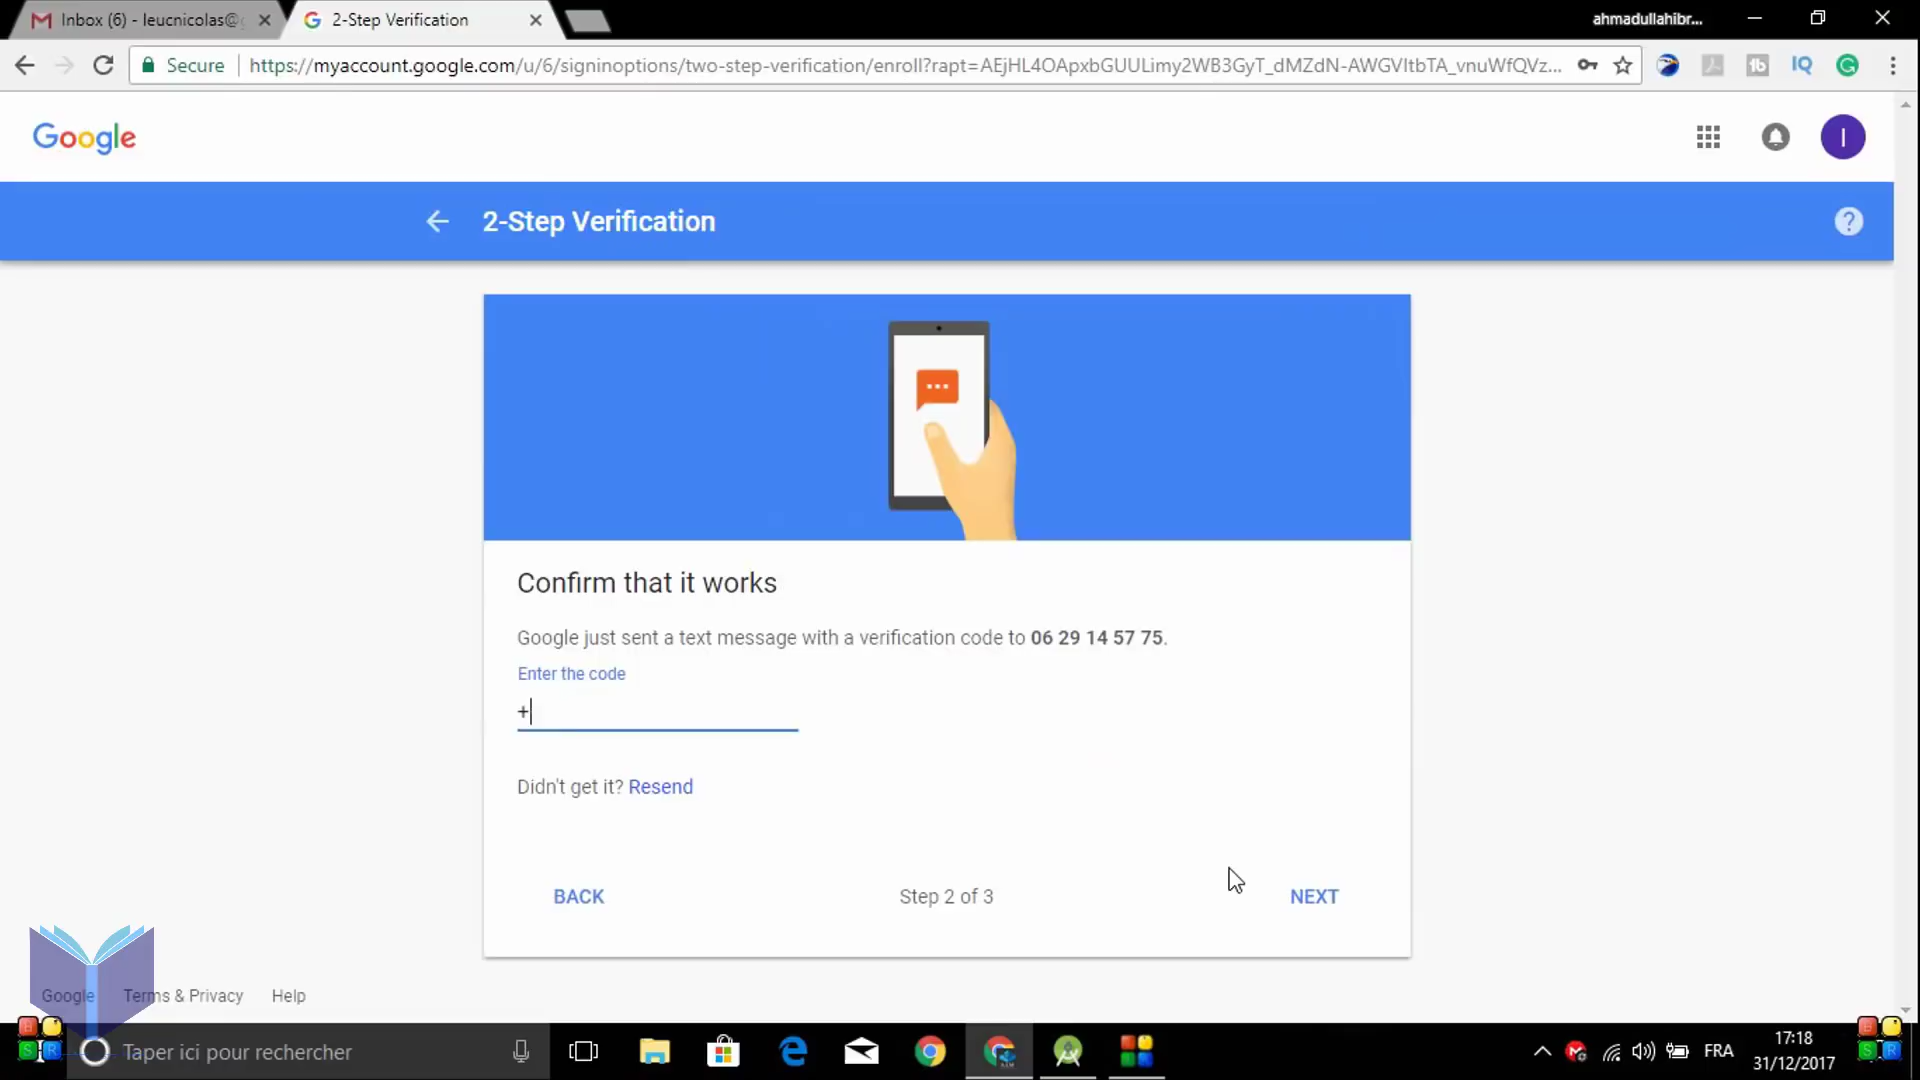 Inbox (6) - leucnicolas@
2-Step Verification
ahmadullahibr...
Secure
https://myaccount.google.com/u/6/signinoptions/two-step-verification/enroll?rapt=AEjHL4OApxbGUULimy2WB3GyT_dMZdN-AWGVItbTA_vnuWfQVz...
Google
I
2-Step Verification
?
Confirm that it works
Google just sent a text message with a verification code to 06 29 14 57 75.
Enter the code
+
Didn't get it? Resend
BACK
Step 2 of 3
NEXT
Google
Terms & Privacy
Help
Taper ici pour rechercher
FRA
17:18
31/12/2017